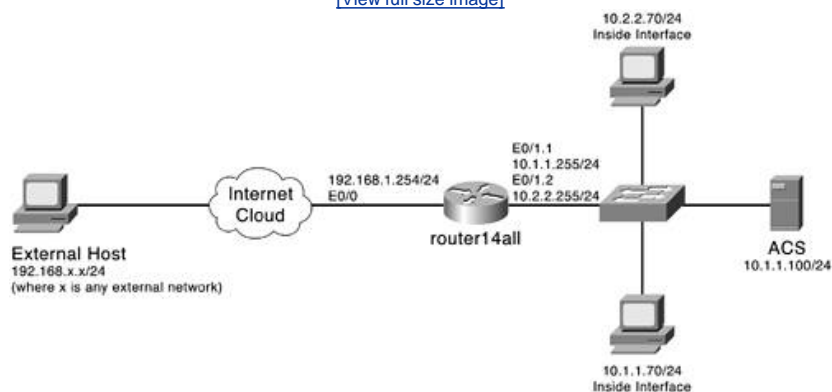 [View full size image]
10.2.2.70/24
Inside Interface
E0/1.1
10.1.1.255/24
E0/1.2
10.2.2.255/24
192.168.1.254/24
E0/0
Internet
Cloud
router14all
External Host
192.168.x.x/24
(where x is any external network)
ACS
10.1.1.100/24
10.1.1.70/24
Inside Interface